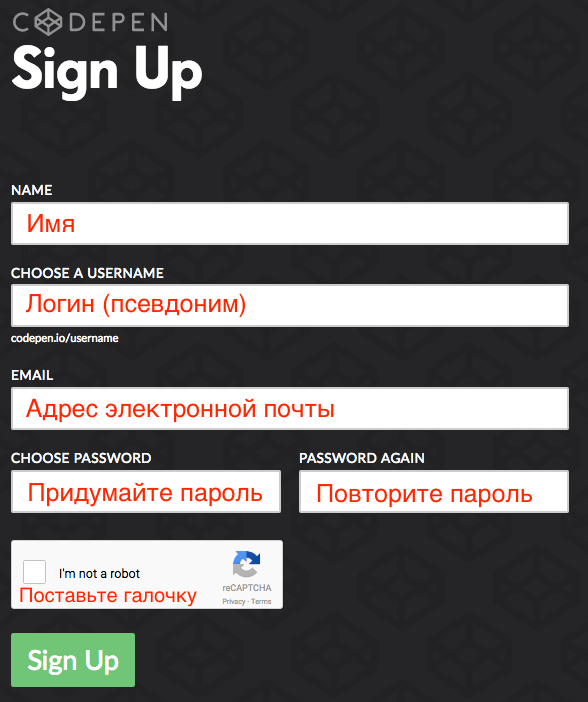 CODEPEN
Sign Up
NAME
Имя
CHOOSE A USERNAME
Логин (псевдоним)
codepen.io/username
EMAIL
Адрес электронной почты
CHOOSE PASSWORD
Придумайте пароль
PASSWORD AGAIN
Повторите пароль
I'm not a robot
Поставьте галочку
reCAPTCHA
Privacy - Terms
Sign Up